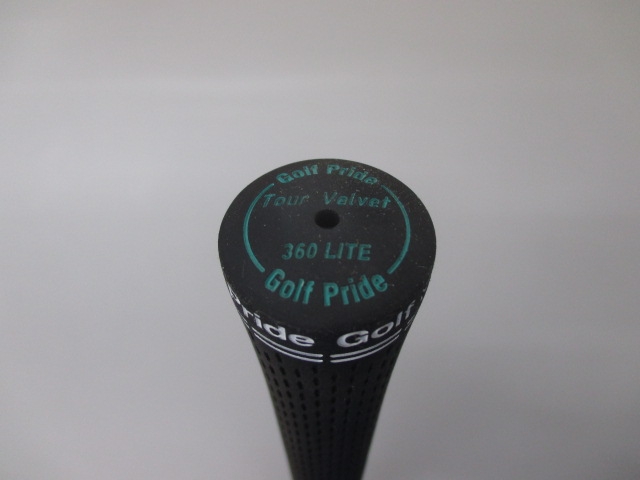 Golf Pride
Tour Velvet
360 LITE
Golf Pride
Pride Golf